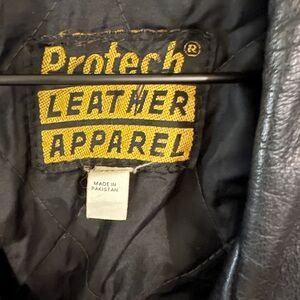 Protech®
LEATHER
APPAREL
MADE IN
PAKISTAN